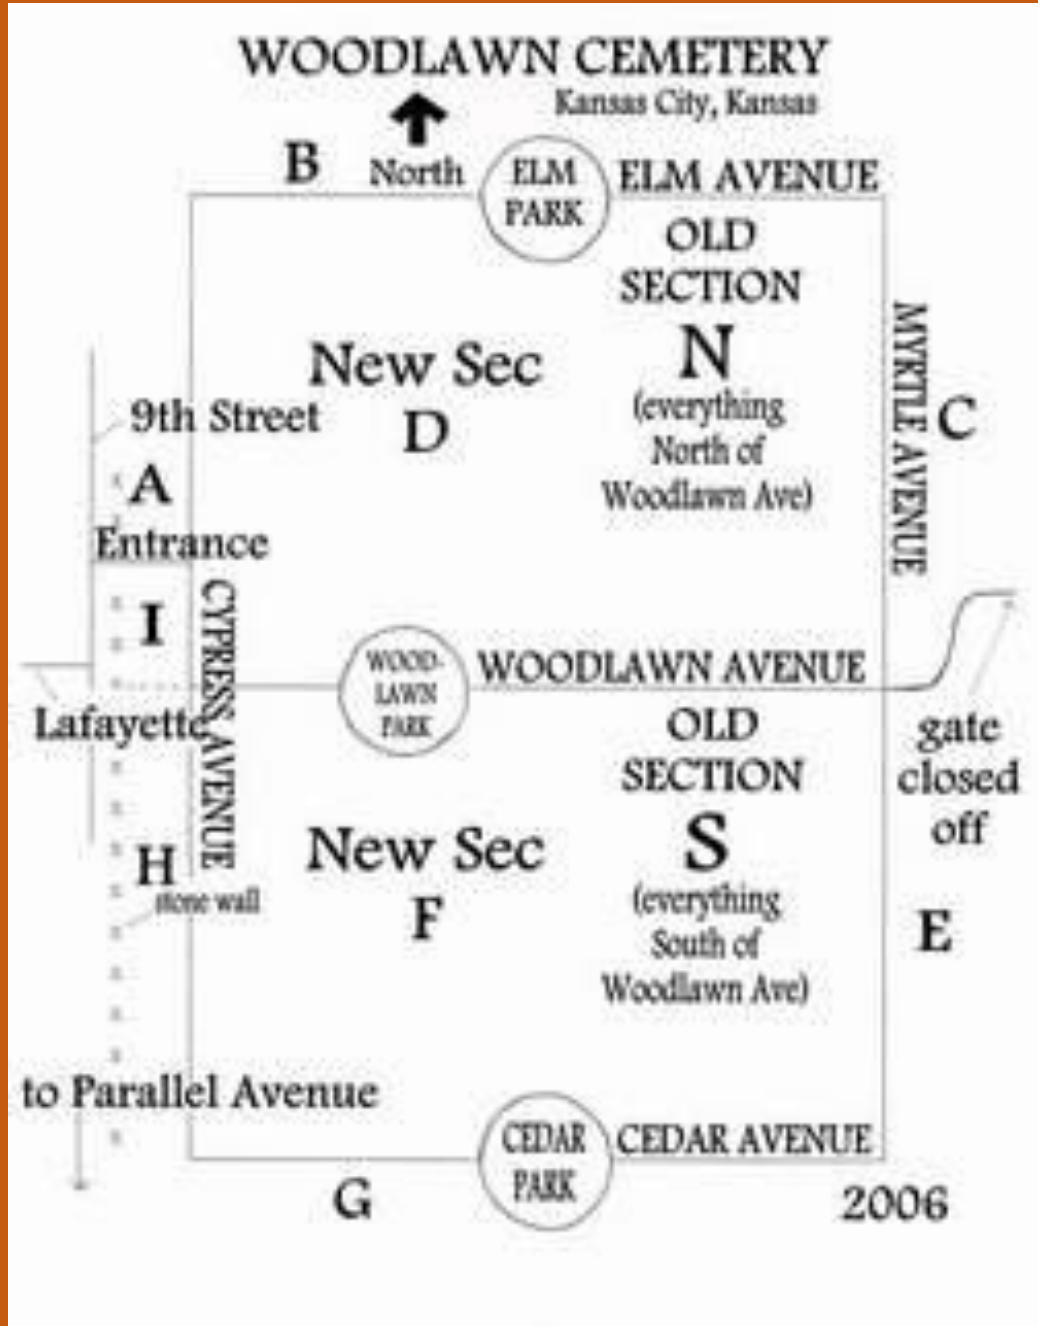 WOODLAWN CEMETERY
Kansas City, Kansas
North
B
ELM
PARK
ELM AVENUE
OLD
SECTION
N
(everything
North of
Woodlawn Ave)
New Sec
D
MYRTLE AVENUE
C
9th Street
A
Entrance
I
CYPRESS AVENUE
WOOD-
LAWN
PARK
WOODLAWN AVENUE
Lafayette
gate
closed
off
OLD
SECTION
S
(everything
South of
Woodlawn Ave)
New Sec
F
H
stone wall
E
to Parallel Avenue
CEDAR
PARK
CEDAR AVENUE
G
2006